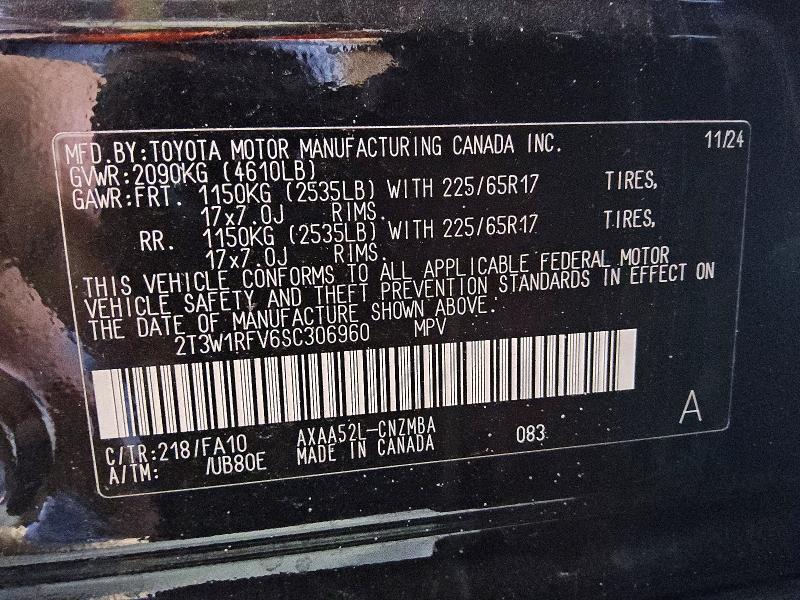 MFD.BY:TOYOTA MOTOR MANUFACTURING CANADA INC. 11/24
GVWR:2090KG (4610LB)
GAWR:FRT. 1150KG (2535LB) WITH 225/65R17 TIRES,
17x7.0J RIMS.
RR. 1150KG (2535LB) WITH 225/65R17 TIRES,
17x7.0J RIMS.
THIS VEHICLE CONFORMS TO ALL APPLICABLE FEDERAL MOTOR
VEHICLE SAFETY AND THEFT PREVENTION STANDARDS IN EFFECT ON
THE DATE OF MANUFACTURE SHOWN ABOVE.
2T3W1RFV6SC306960 MPV
A
C/TR:218/FA10 AXAA52L-CNZMBA 083
A/TM: /UB80E MADE IN CANADA